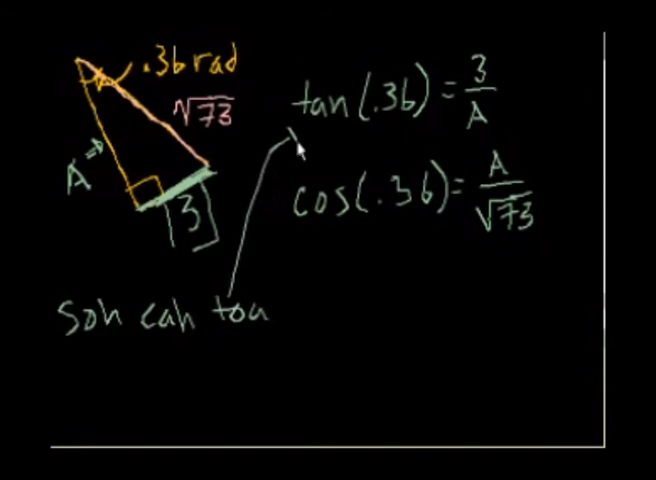 .36 rad
√73
A
3
tan(.36) = 3/A
cos(.36) = A/√73
Soh cah toa